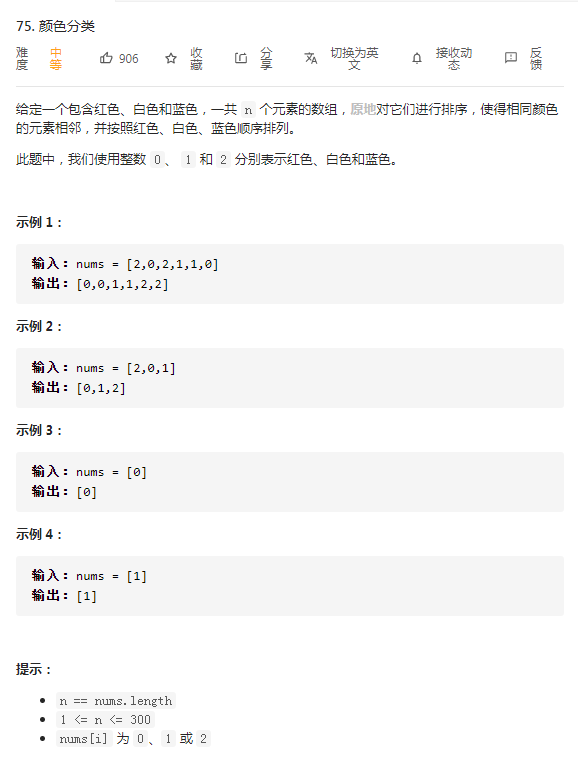 75. 颜色分类
难度 中等 906 收藏 分享 切换为英文 接收动态 反馈
给定一个包含红色、白色和蓝色，一共 n 个元素的数组，原地对它们进行排序，使得相同颜色
的元素相邻，并按照红色、白色、蓝色顺序排列。
此题中，我们使用整数 0、 1 和 2 分别表示红色、白色和蓝色。
示例 1：
输入：nums = [2,0,2,1,1,0]
输出：[0,0,1,1,2,2]
示例 2：
输入：nums = [2,0,1]
输出：[0,1,2]
示例 3：
输入：nums = [0]
输出：[0]
示例 4：
输入：nums = [1]
输出：[1]
提示：
n == nums.length
1 <= n <= 300
nums[i] 为 0、1 或 2